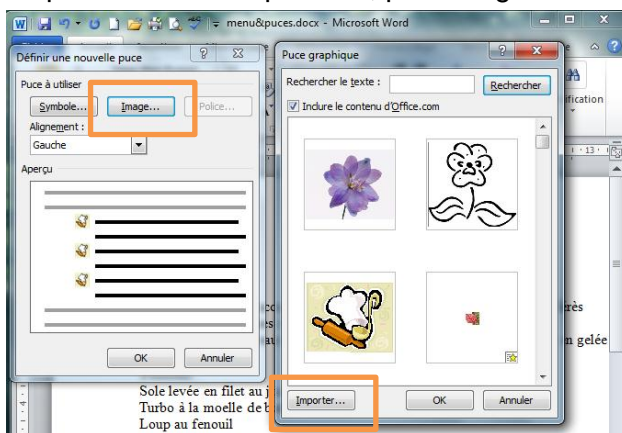 menu&puces.docx - Microsoft Word
Définir une nouvelle puce
Puce à utiliser
Symbole... Image... Police...
Alignement :
Gauche
Aperçu
OK Annuler
Puce graphique
Rechercher le texte : Rechercher
Inclure le contenu d'Office.com
Importer... OK Annuler
13
n gelée
Sole levée en filet au j
Turbo à la moelle de b
Loup au fenouil